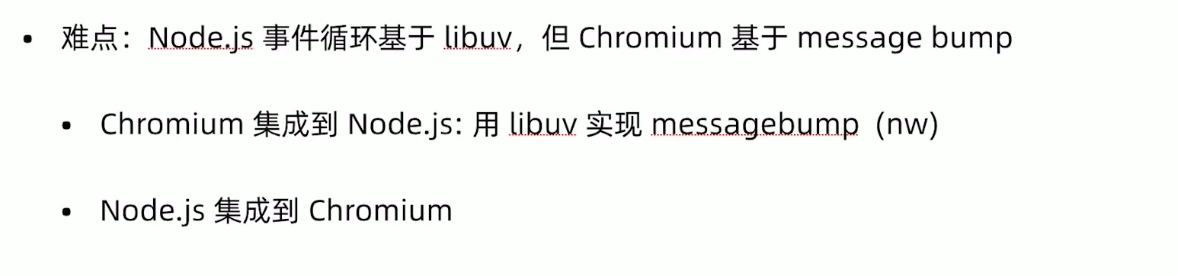 • 难点：Node.js 事件循环基于 libuv，但 Chromium 基于 message bump
• Chromium 集成到 Node.js: 用 libuv 实现 messagebump（nw）
• Node.js 集成到 Chromium